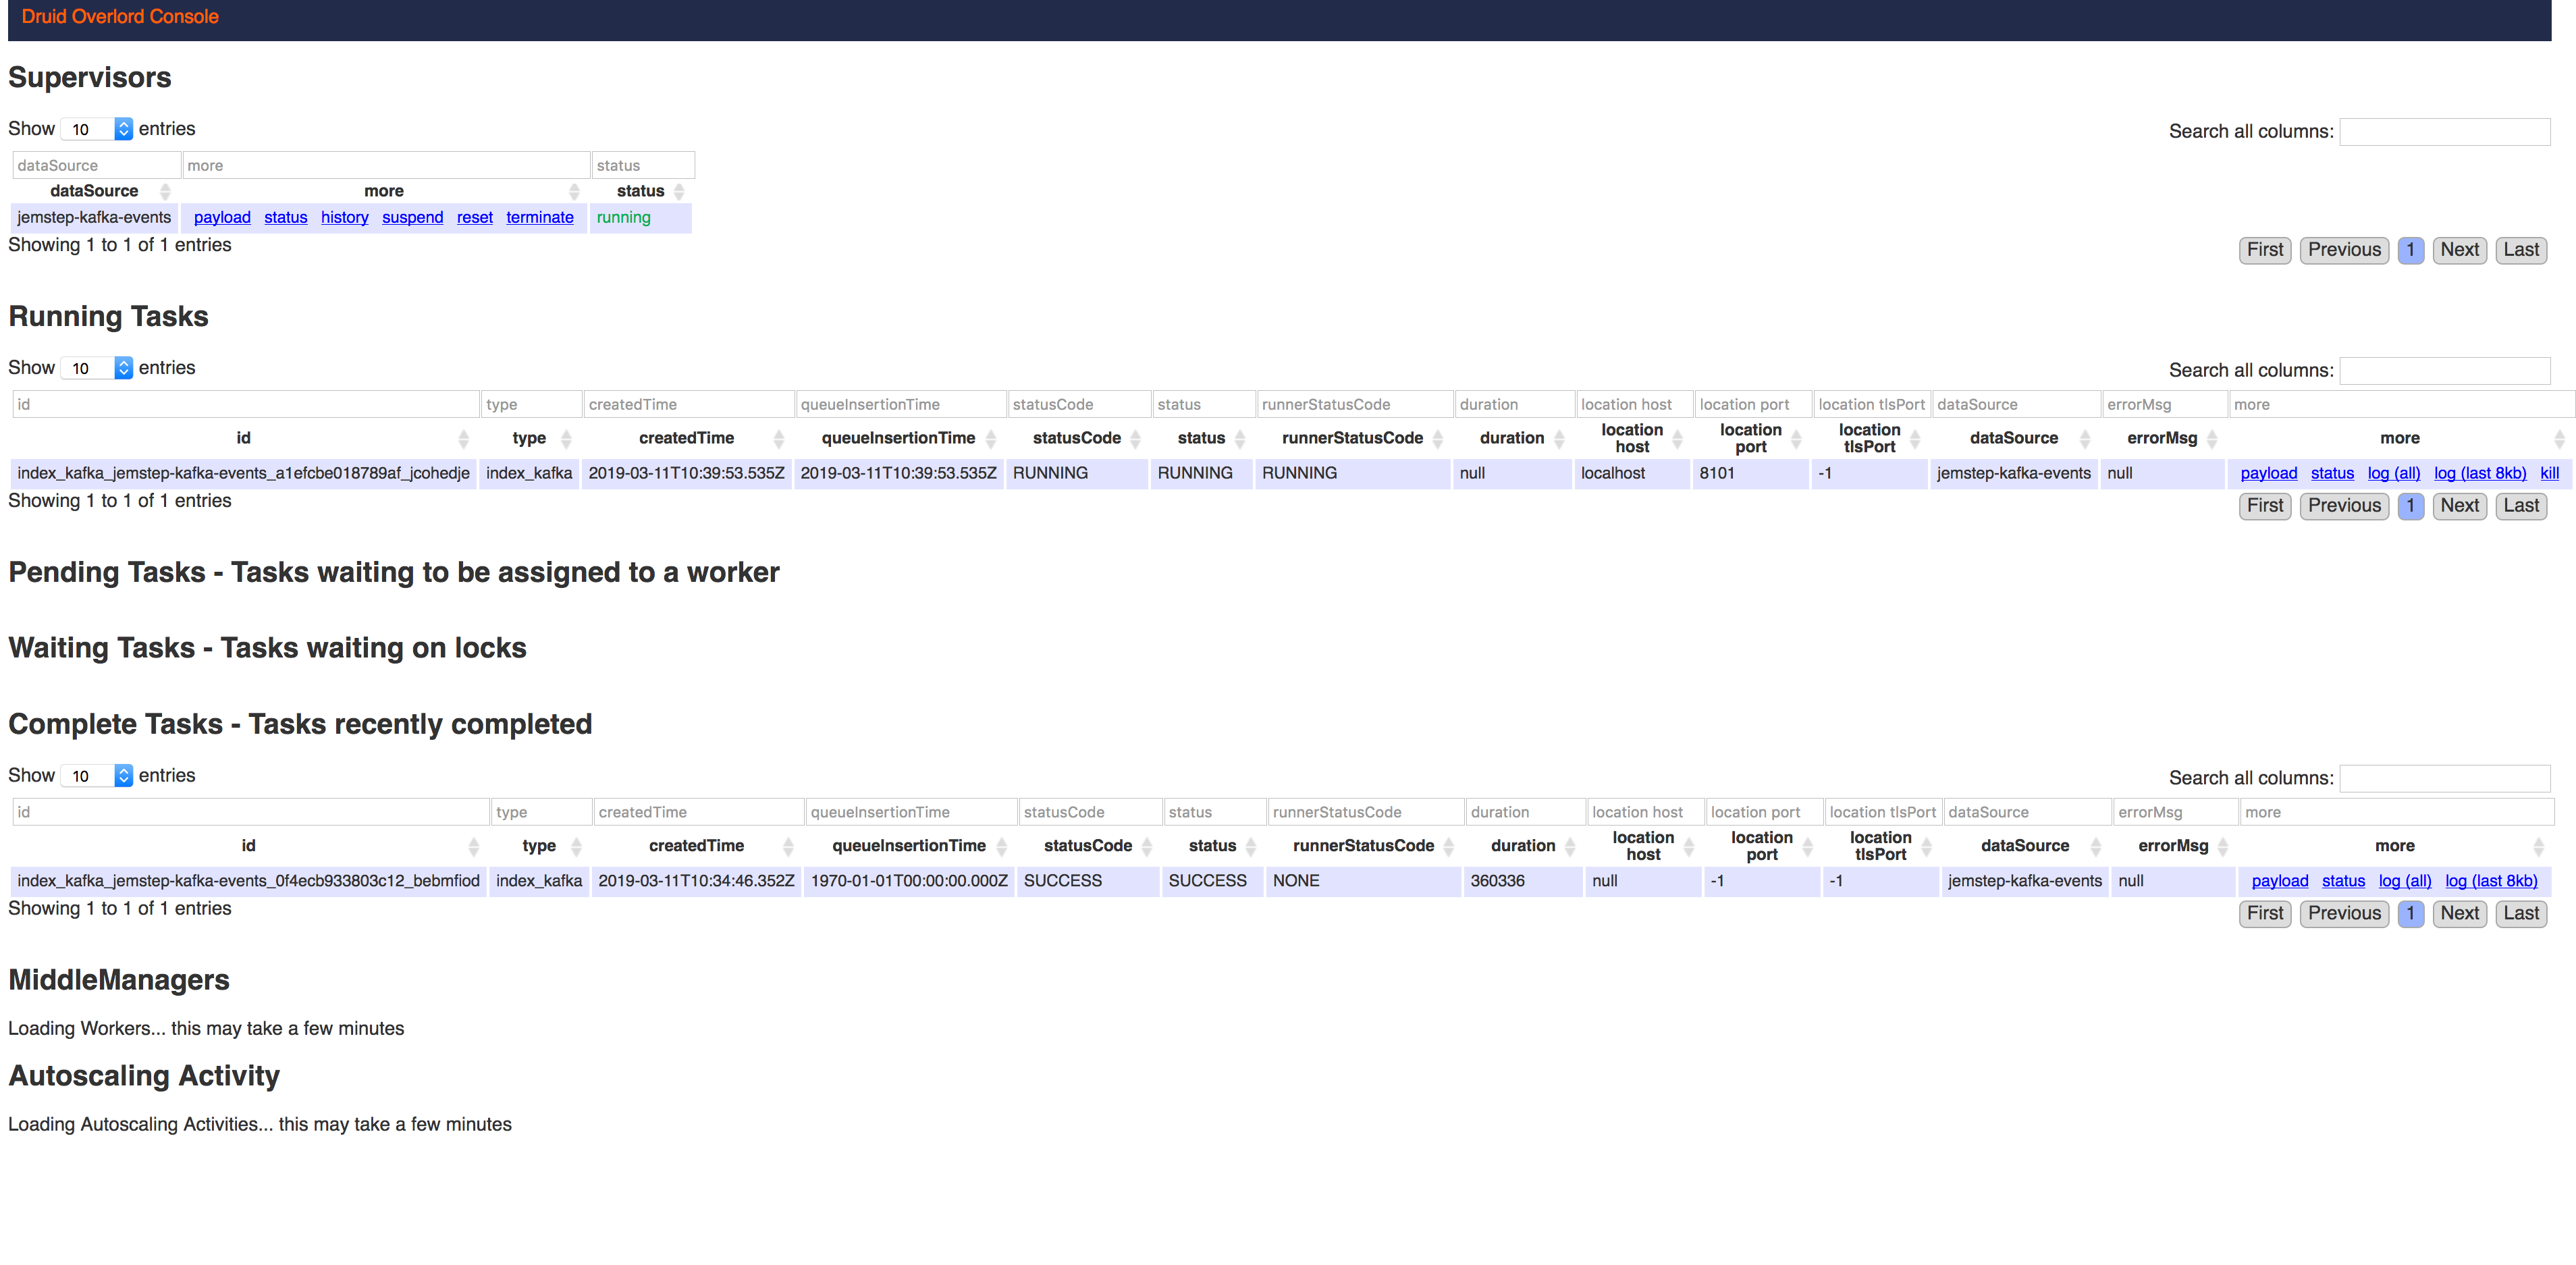 Druid Overlord Console
Supervisors
Show 10 entries
Search all columns:
dataSource more status
dataSource more status
jemstep-kafka-events payload status history suspend reset terminate running
Showing 1 to 1 of 1 entries
First Previous 1 Next Last
Running Tasks
Show 10 entries
Search all columns:
id type createdTime queueInsertionTime statusCode status runnerStatusCode duration location host location port location tlsPort dataSource errorMsg more
id type createdTime queueInsertionTime statusCode status runnerStatusCode duration location host location port location tlsPort dataSource errorMsg more
index_kafka_jemstep-kafka-events_a1efcbe018789af_jcohedje index_kafka 2019-03-11T10:39:53.535Z 2019-03-11T10:39:53.535Z RUNNING RUNNING RUNNING null localhost 8101 -1 jemstep-kafka-events null payload status log (all) log (last 8kb) kill
Showing 1 to 1 of 1 entries
First Previous 1 Next Last
Pending Tasks - Tasks waiting to be assigned to a worker
Waiting Tasks - Tasks waiting on locks
Complete Tasks - Tasks recently completed
Show 10 entries
Search all columns:
id type createdTime queueInsertionTime statusCode status runnerStatusCode duration location host location port location tlsPort dataSource errorMsg more
id type createdTime queueInsertionTime statusCode status runnerStatusCode duration location host location port location tlsPort dataSource errorMsg more
index_kafka_jemstep-kafka-events_0f4ecb933803c12_bebmfiod index_kafka 2019-03-11T10:34:46.352Z 1970-01-01T00:00:00.000Z SUCCESS SUCCESS NONE 360336 null -1 -1 jemstep-kafka-events null payload status log (all) log (last 8kb)
Showing 1 to 1 of 1 entries
First Previous 1 Next Last
MiddleManagers
Loading Workers... this may take a few minutes
Autoscaling Activity
Loading Autoscaling Activities... this may take a few minutes